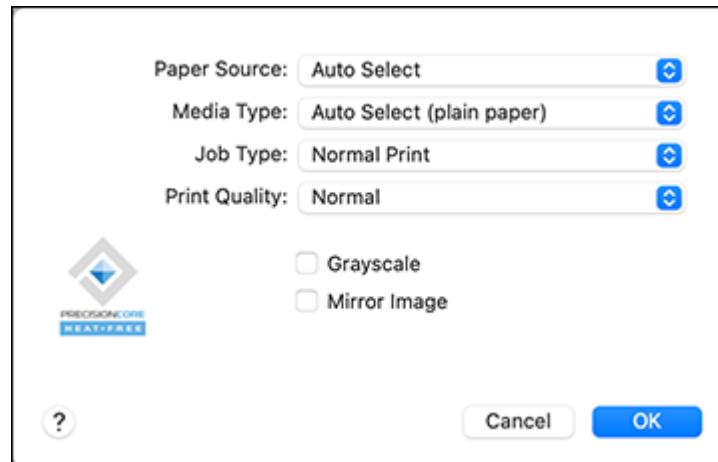 Paper Source: Auto Select
Media Type: Auto Select (plain paper)
Job Type: Normal Print
Print Quality: Normal
Grayscale
Mirror Image
PRECISIONCORE
HEAT-FREE
? Cancel OK